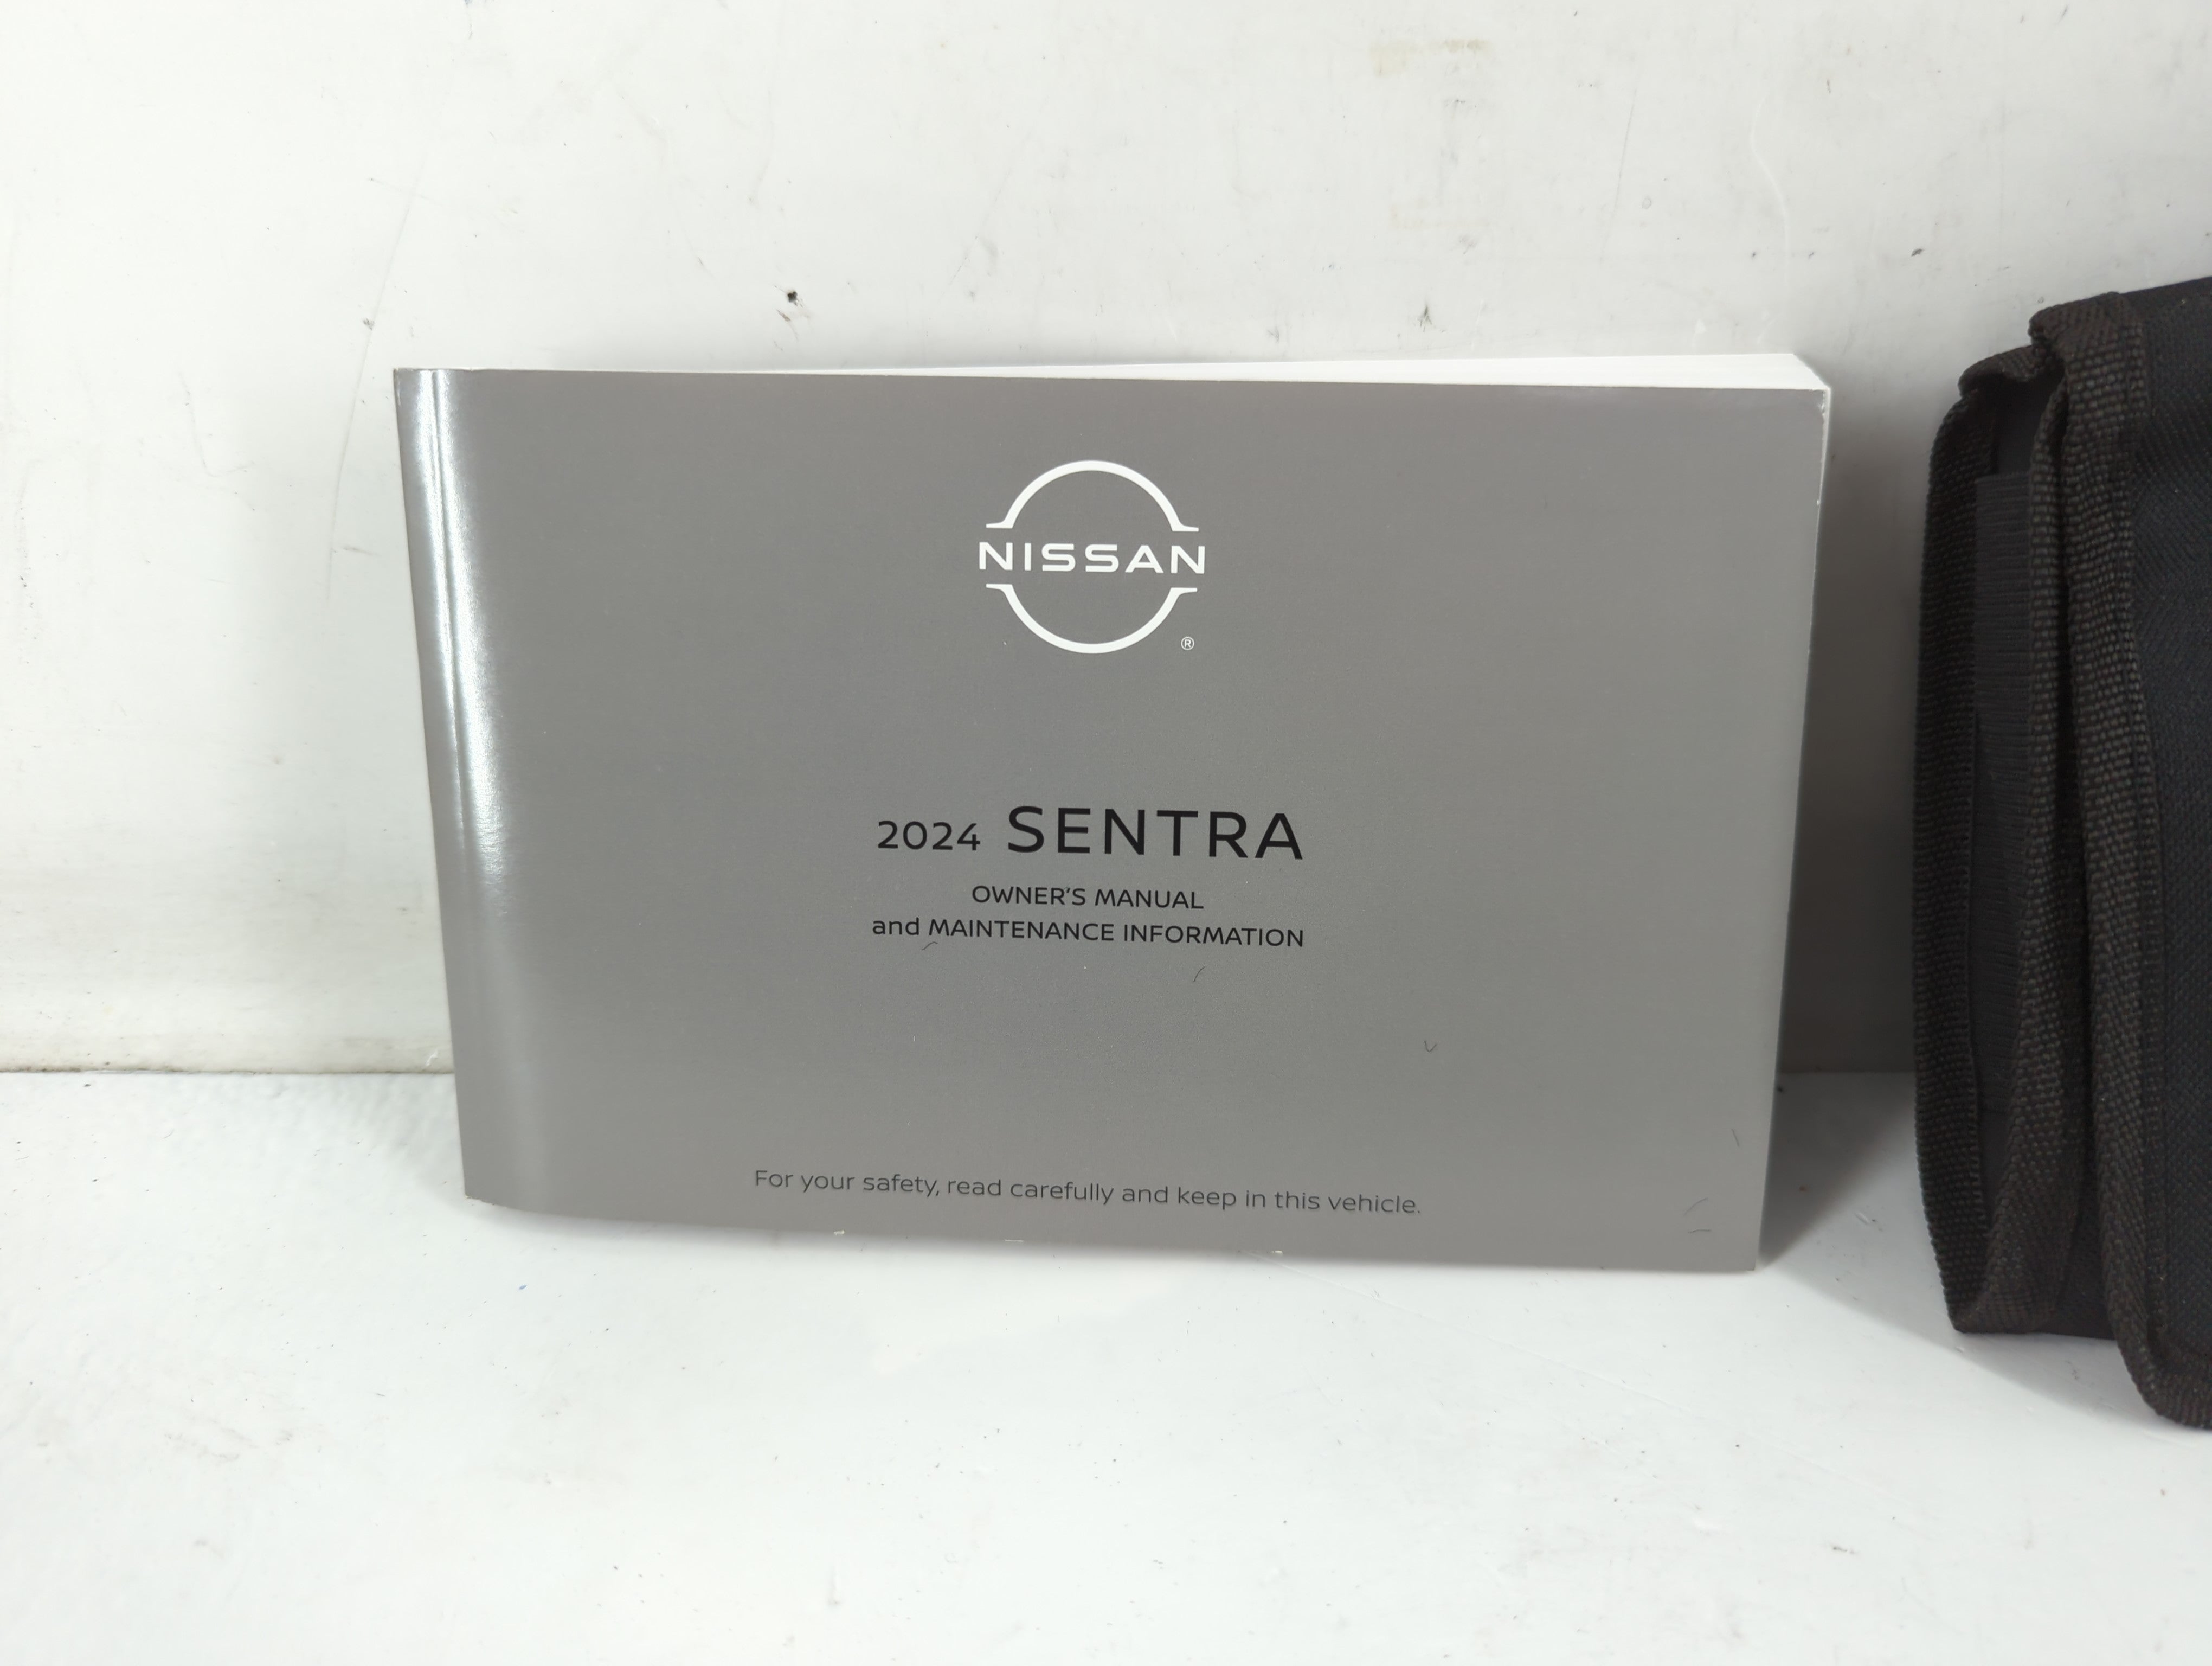 NISSAN
®
2024 SENTRA
OWNER'S MANUAL
and MAINTENANCE INFORMATION
For your safety, read carefully and keep in this vehicle.